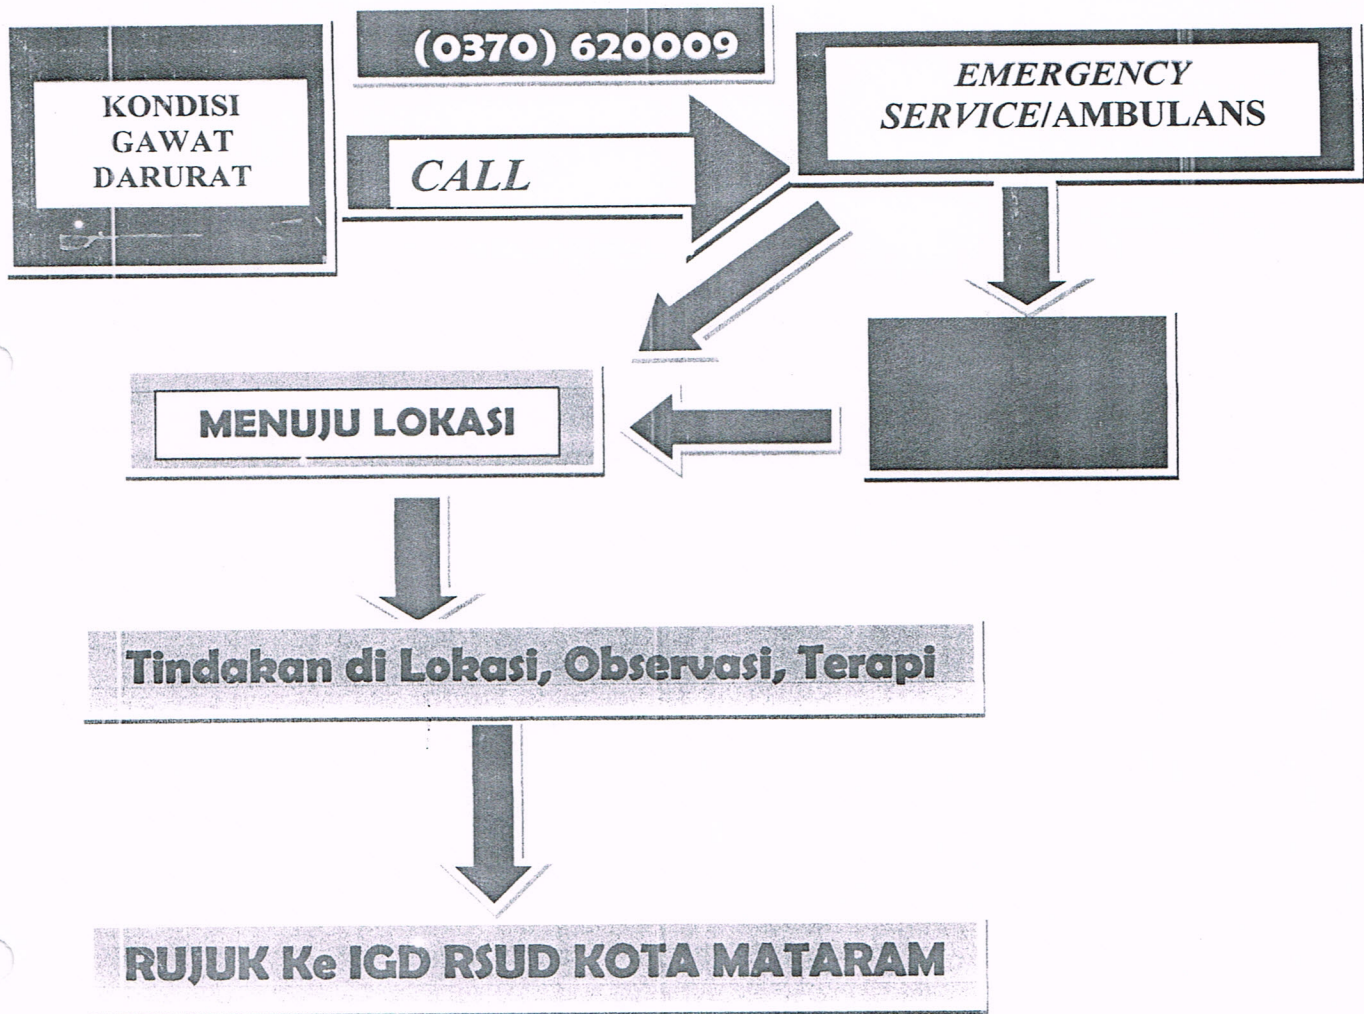 (0370) 620009
KONDISI
GAWAT
DARURAT
CALL
EMERGENCY
SERVICE/AMBULANS
MENUJU LOKASI
Tindakan di Lokasi, Observasi, Terapi
RUJUK Ke IGD RSUD KOTA MATARAM